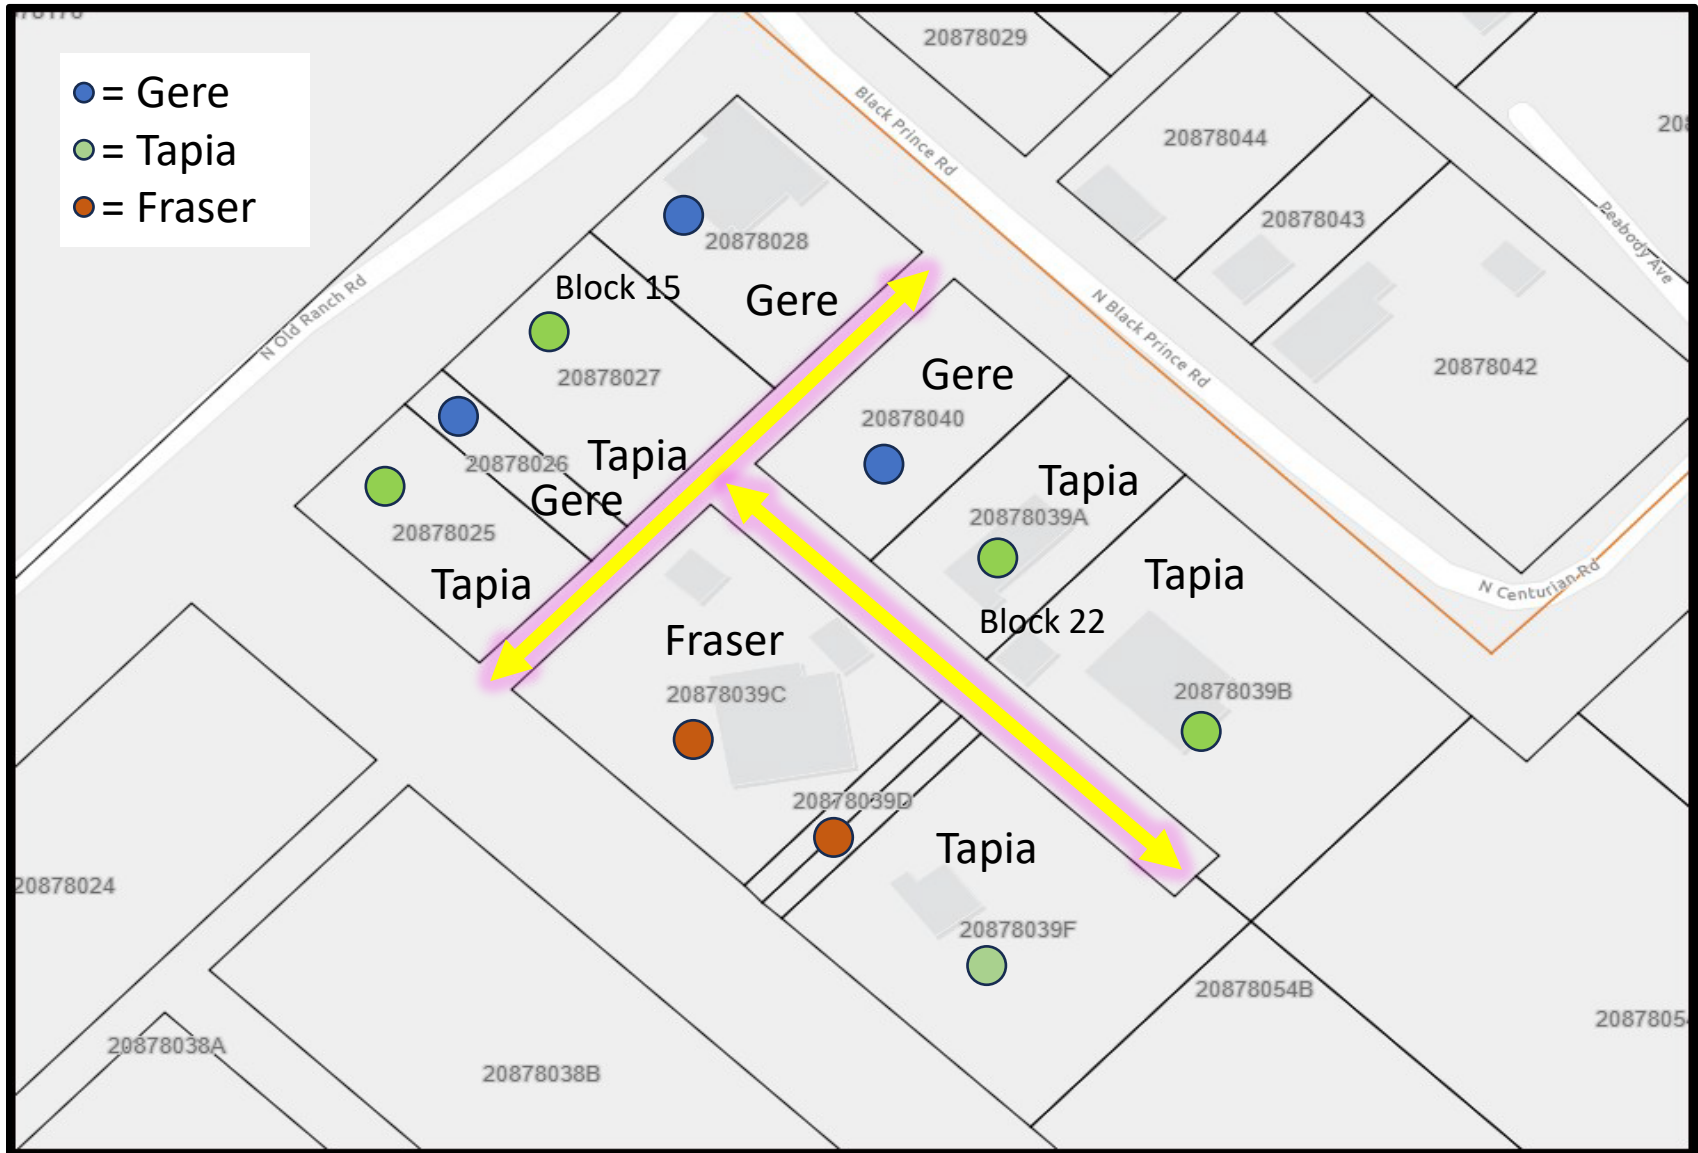 = Gere
= Tapia
= Fraser
20878029
Black Prince Rd
20878044
20878043
Peabody Ave
N Old Ranch Rd
20878028
Block 15
Gere
N Black Prince Rd
20878042
20878027
Gere
20878040
20878026
Tapia
Gere
Tapia
20878039A
20878025
Tapia
Tapia
N Centurian Rd
Block 22
Fraser
20878039C
20878039B
20878039D
Tapia
20878024
20878039F
20878054B
2087805
20878038A
20878038B